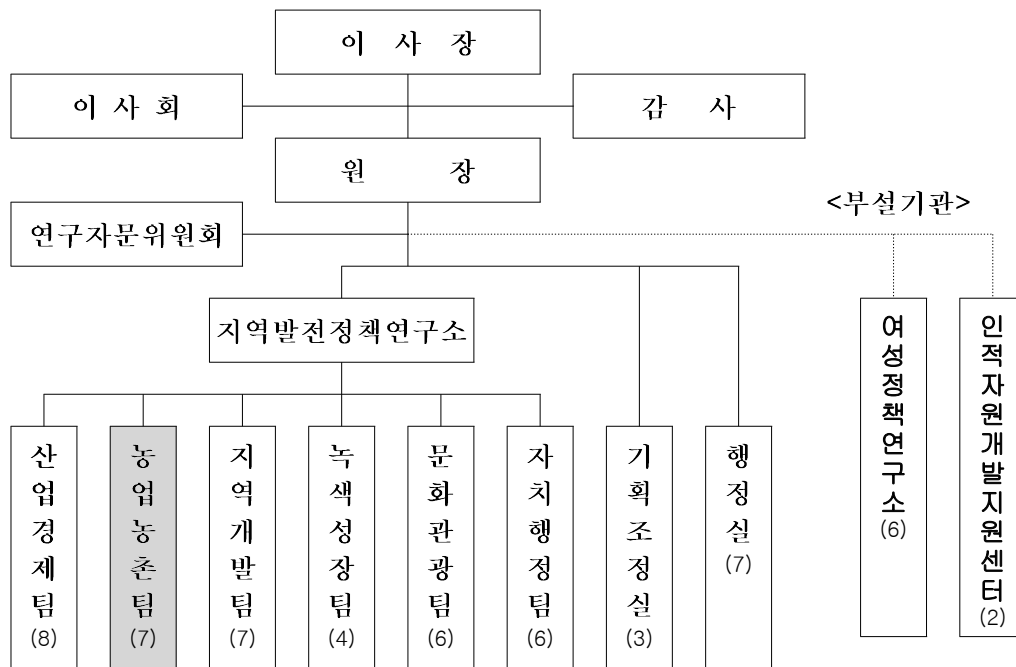 이 사 장
이 사 회
감 사
원 장
<부설기관>
연구자문위원회
지역발전정책연구소
산업경제팀
(8)
농업농촌팀
(7)
지역개발팀
(7)
녹색성장팀
(4)
문화관광팀
(6)
자치행정팀
(6)
기획조정실
(3)
행정실
(7)
여성정책연구소
(6)
인적자원개발지원센터
(2)